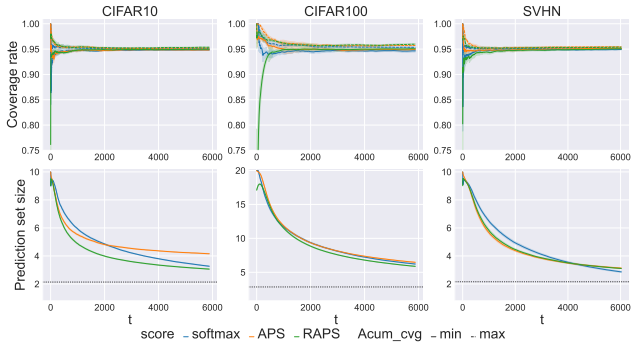 CIFAR10 CIFAR100 SVHN
Coverage rate
1.00 1.00 1.00
0.95 0.95 0.95
0.90 0.90 0.90
0.85 0.85 0.85
0.80 0.80 0.80
0.75 0.75 0.75
0 2000 4000 6000 0 2000 4000 6000 0 2000 4000 6000
Prediction set size
10 20 10
8 15 8
6 10 6
4 5 4
2 2
0 2000 4000 6000 0 2000 4000 6000 0 2000 4000 6000
t t t
score softmax APS RAPS Acum_cvg min max